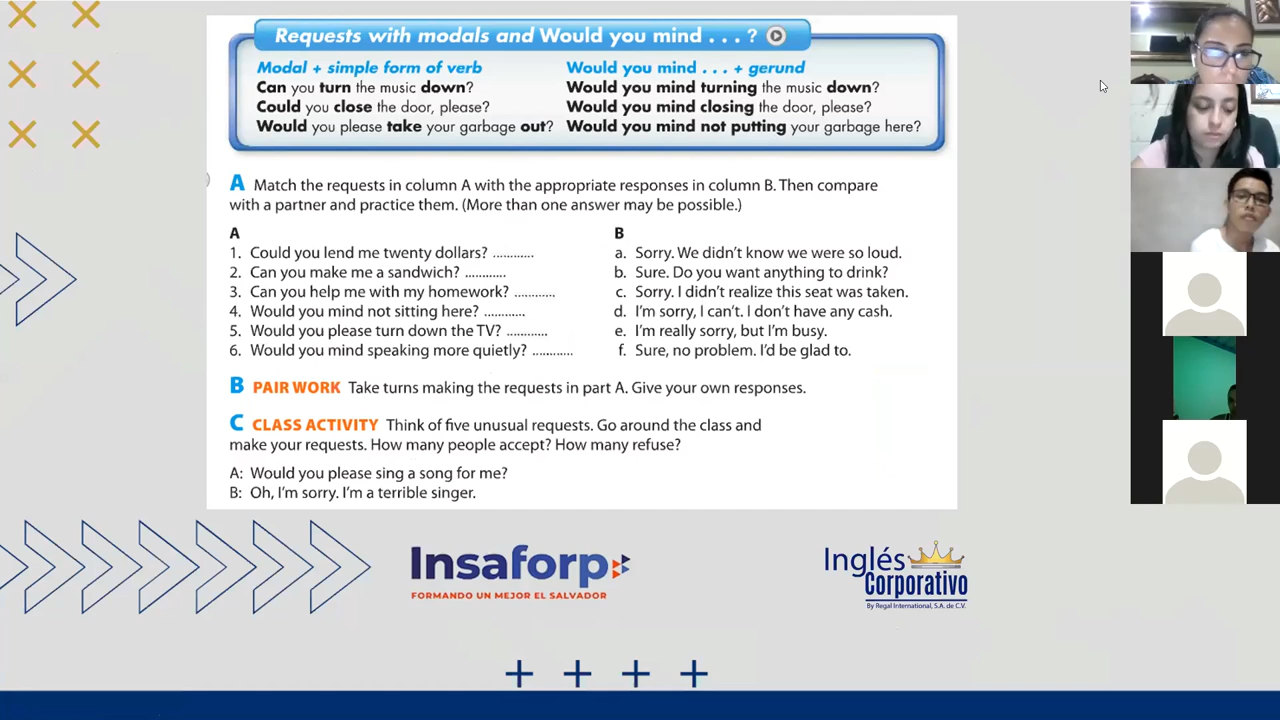 Requests with modals and Would you mind . . . ?
Modal + simple form of verb
Can you turn the music down?
Could you close the door, please?
Would you please take your garbage out?
Would you mind . . . + gerund
Would you mind turning the music down?
Would you mind closing the door, please?
Would you mind not putting your garbage here?
A Match the requests in column A with the appropriate responses in column B. Then compare
with a partner and practice them. (More than one answer may be possible.)
A
1. Could you lend me twenty dollars? ............
2. Can you make me a sandwich? ............
3. Can you help me with my homework? ............
4. Would you mind not sitting here? ............
5. Would you please turn down the TV? ............
6. Would you mind speaking more quietly? ............
B
a. Sorry. We didn't know we were so loud.
b. Sure. Do you want anything to drink?
c. Sorry. I didn't realize this seat was taken.
d. I'm sorry, I can't. I don't have any cash.
e. I'm really sorry, but I'm busy.
f. Sure, no problem. I'd be glad to.
B PAIR WORK Take turns making the requests in part A. Give your own responses.
C CLASS ACTIVITY Think of five unusual requests. Go around the class and
make your requests. How many people accept? How many refuse?
A: Would you please sing a song for me?
B: Oh, I'm sorry. I'm a terrible singer.
Insaforp
FORMANDO UN MEJOR EL SALVADOR
Inglés
Corporativo
By Regal International, S.A. de C.V.